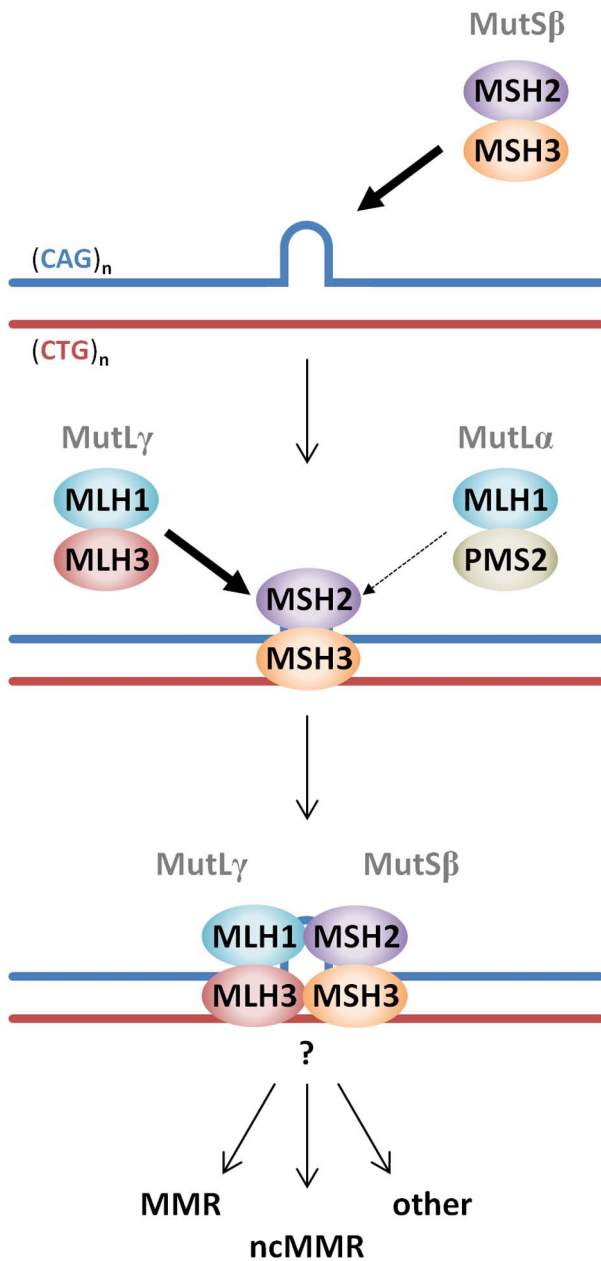 MutSβ
MSH2
MSH3
(CAG)n
(CTG)n
MutLγ
MutLα
MLH1
MLH1
MLH3
PMS2
MSH2
MSH3
MutLγ
MutSβ
MLH1
MSH2
MLH3
MSH3
?
MMR
other
ncMMR